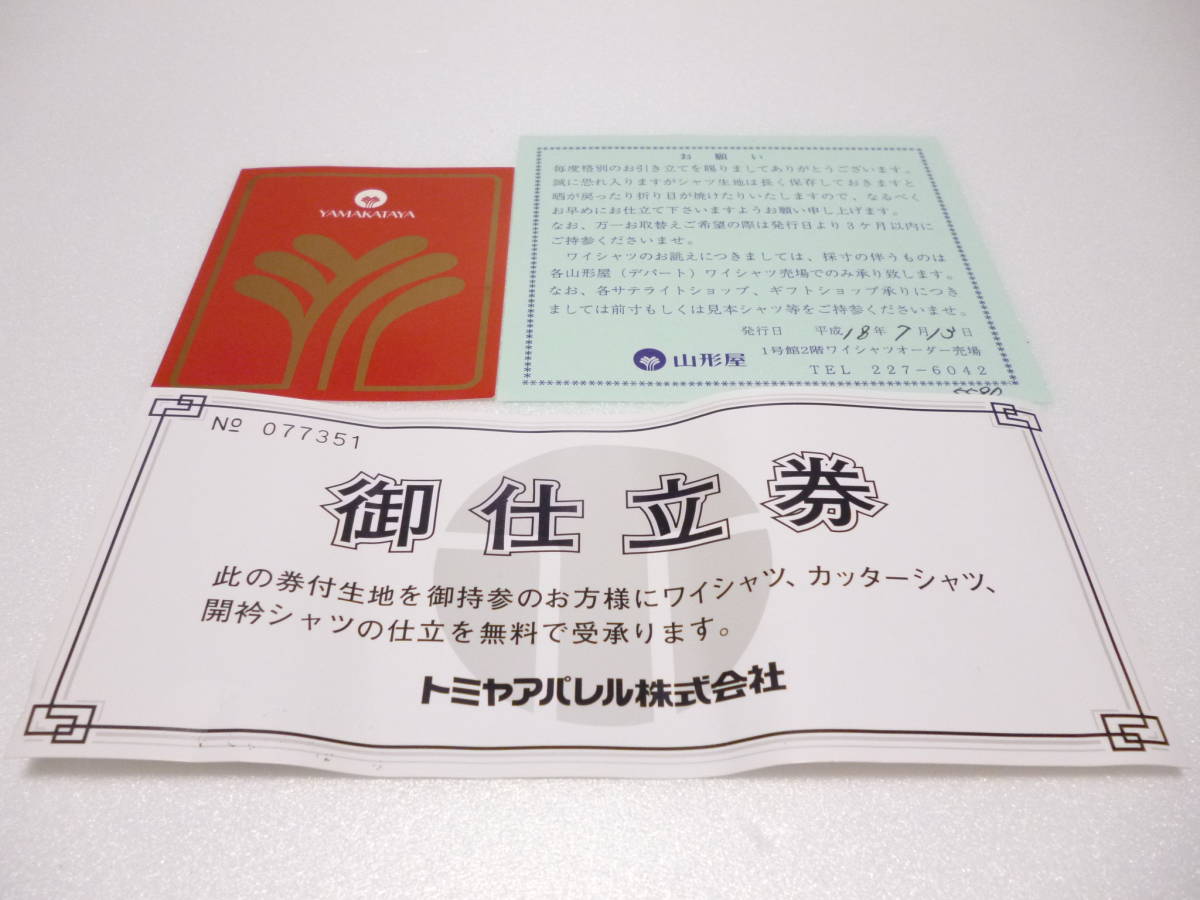 YAMAKATAYA
お願い
毎度格別のお引き立てを賜りましてありがとうございます。
誠に恐れ入りますがシャツ生地は長く保存しておきますと
晒が戻ったり折り目が焼けたりいたしますので、なるべく
お早めにお仕立て下さいますようお願い申し上げます。
なお、万一お取替えご希望の際は発行日より3ケ月以内に
ご持参くださいませ。
ワイシャツのお誂えにつきましては、採寸の伴うものは
各山形屋（デパート）ワイシャツ売場でのみ承り致します。
なお、各サテライトショップ、ギフトショップ承りにつき
ましては前寸もしくは見本シャツ等をご持参くださいませ。
発行日 平成18年7月12日
山形屋 1号館2階ワイシャツオーダー売場
TEL 227-6042
№ 077351
御仕立券
此の券付生地を御持参のお方様にワイシャツ、カッターシャツ、
開衿シャツの仕立を無料で受承ります。
トミヤアパレル株式会社